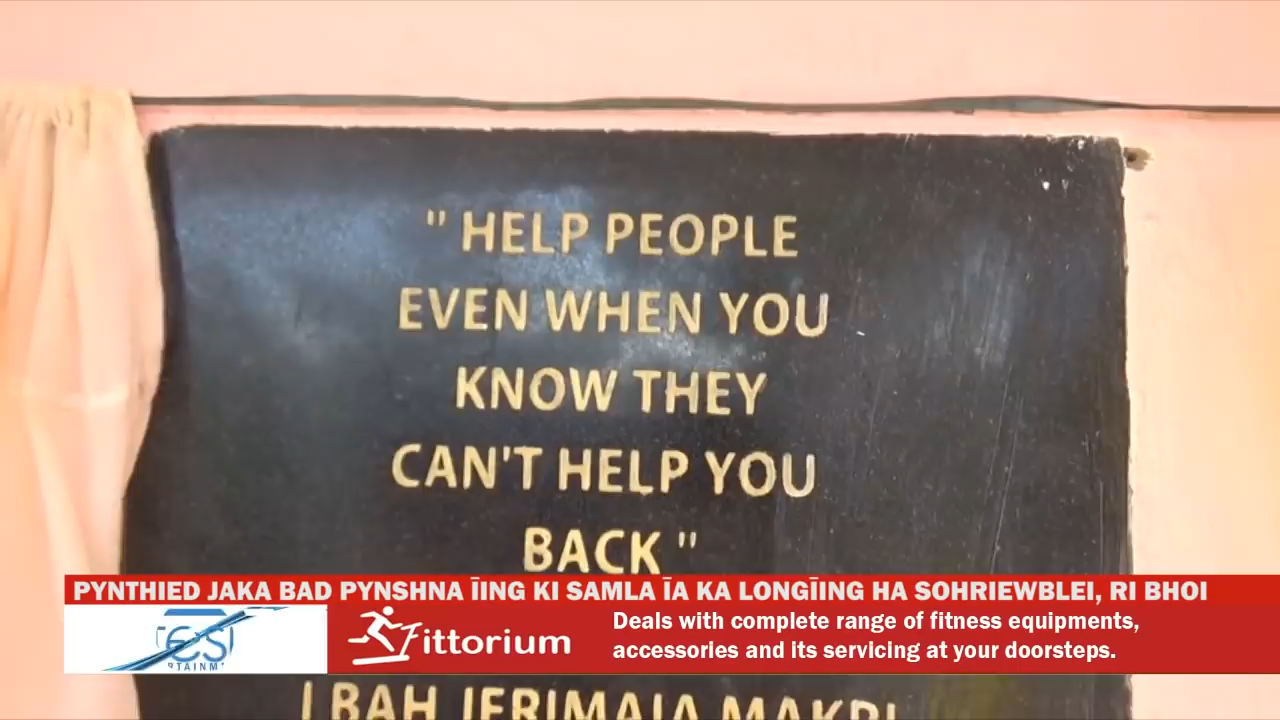 " HELP PEOPLE
EVEN WHEN YOU
KNOW THEY
CAN'T HELP YOU
BACK "
PYNTHIED JAKA BAD PYNSHNA ĪING KI SAMLA ĪA KA LONGĪING HA SOHRIEWBLEI, RI BHOI
Fittorium
Deals with complete range of fitness equipments,
accessories and its servicing at your doorsteps.
BAH JERIMAIA